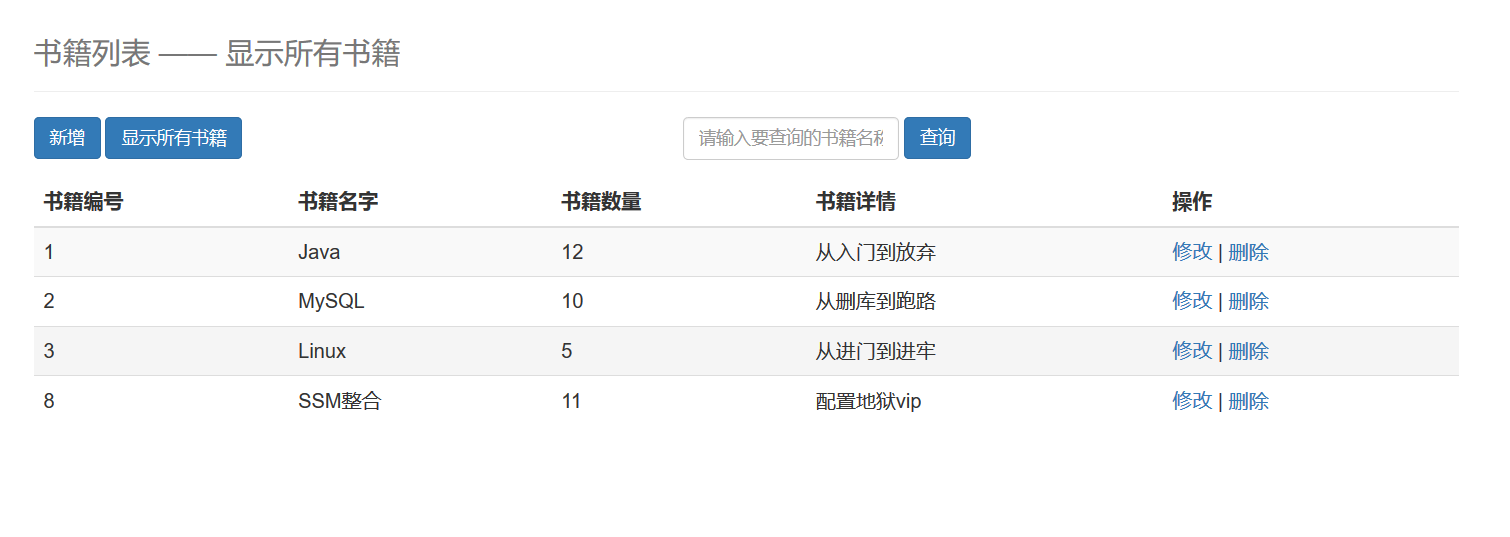 书籍列表 —— 显示所有书籍
新增 显示所有书籍 请输入要查询的书籍名称 查询
书籍编号 书籍名字 书籍数量 书籍详情 操作
1 Java 12 从入门到放弃 修改 | 删除
2 MySQL 10 从删库到跑路 修改 | 删除
3 Linux 5 从进门到进牢 修改 | 删除
8 SSM整合 11 配置地狱vip 修改 | 删除